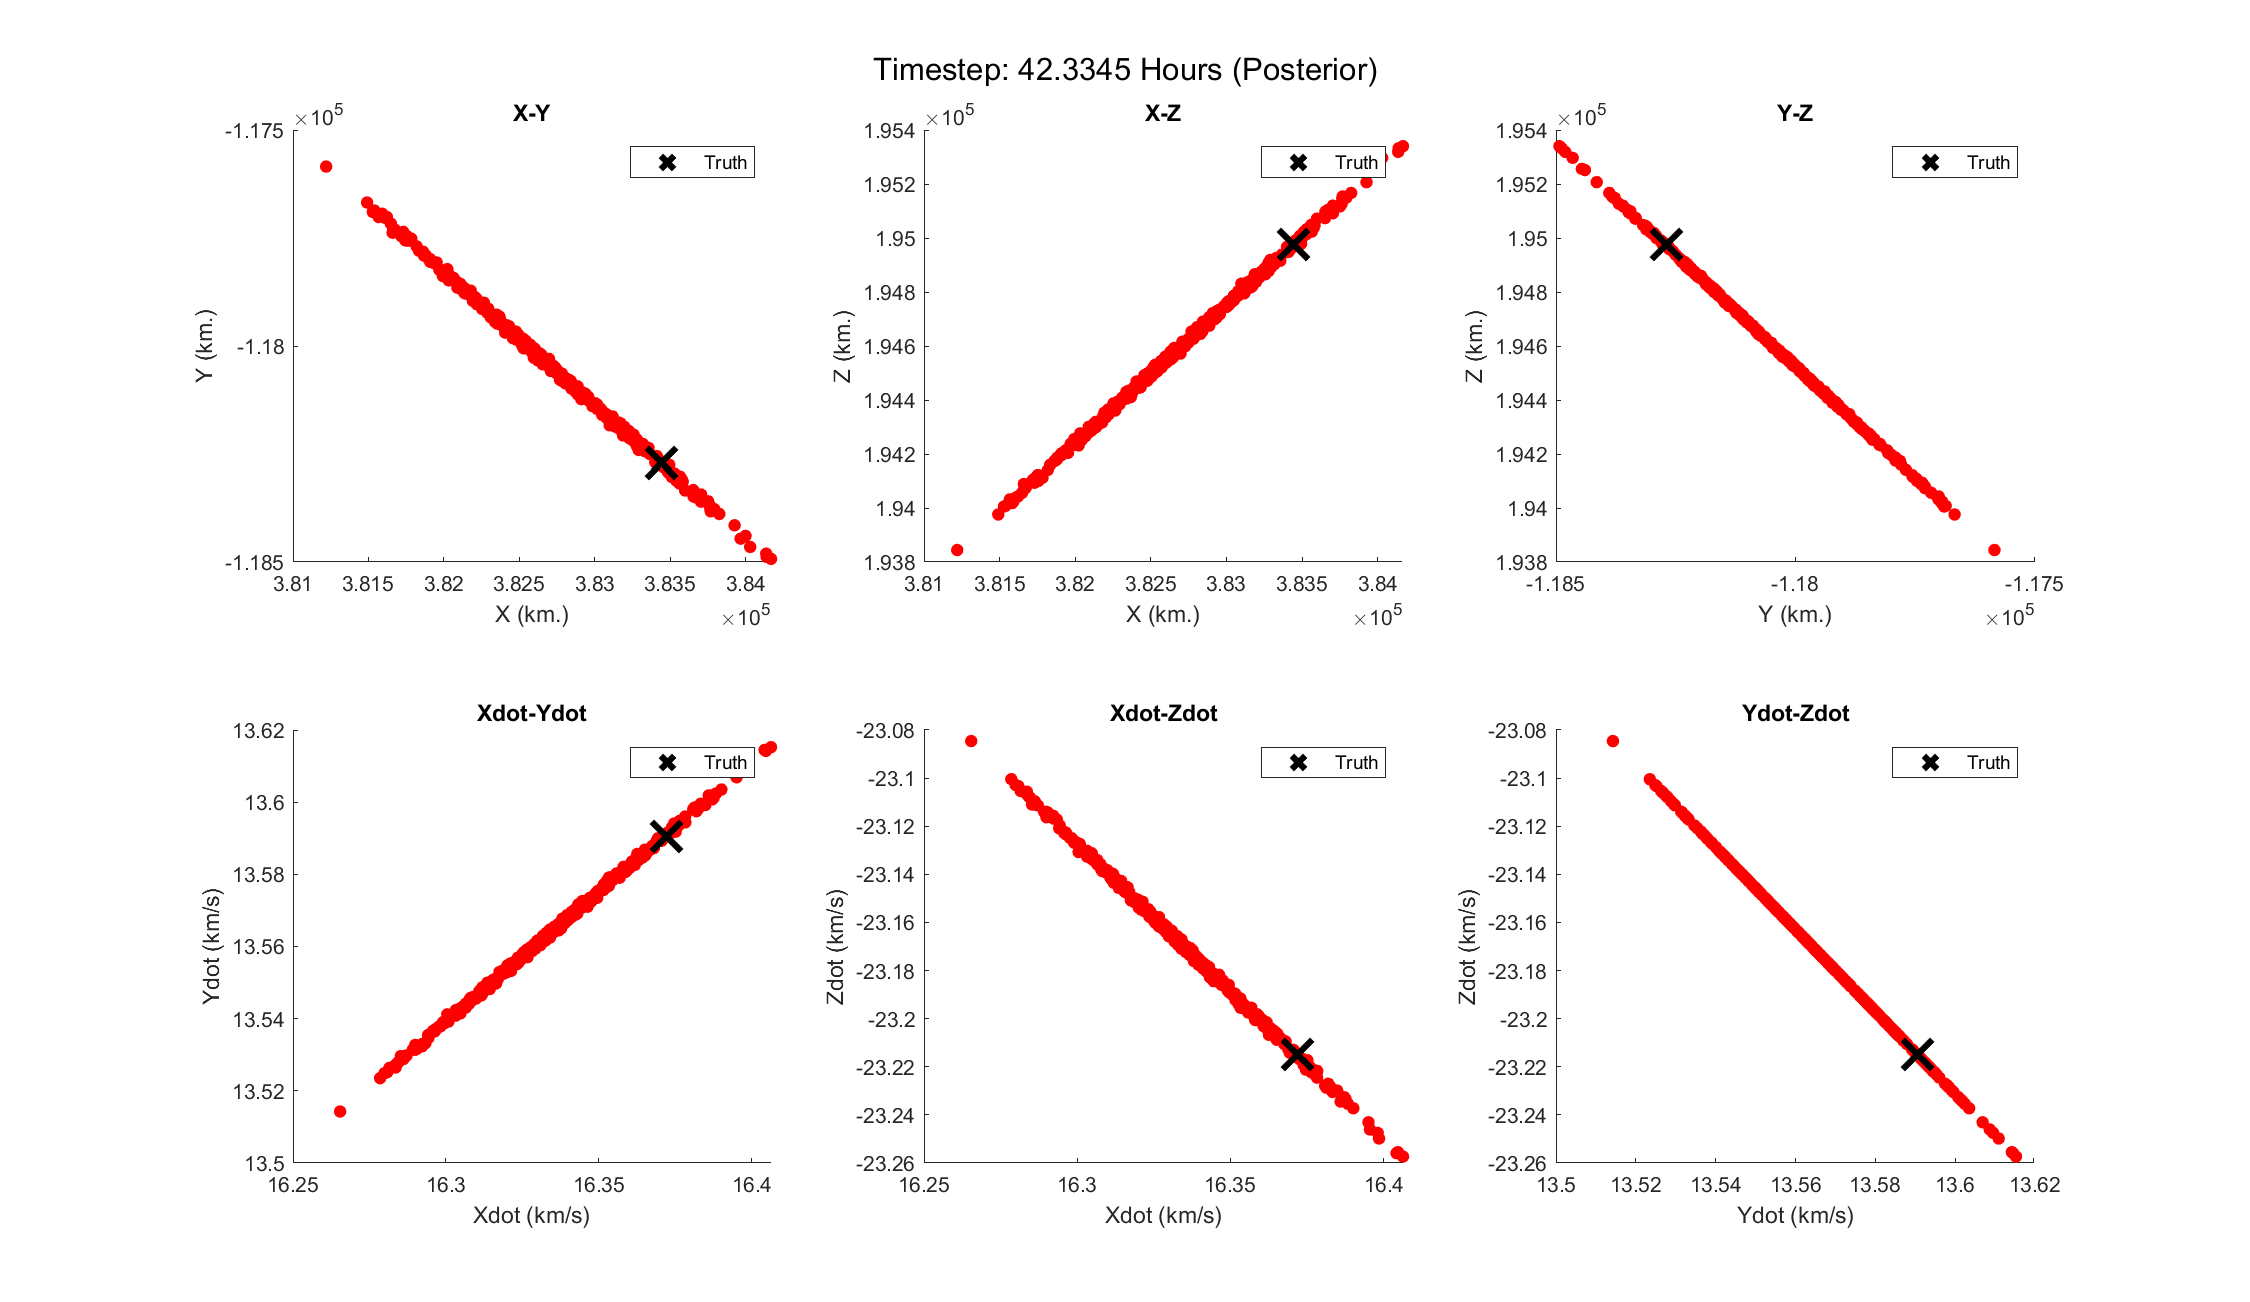 Timestep: 42.3345 Hours (Posterior)
X-Y
×10^5
-1.175
-1.18
-1.185
Y (km.)
Truth
3.81 3.815 3.82 3.825 3.83 3.835 3.84
X (km.)
×10^5
X-Z
×10^5
1.954
1.952
1.95
1.948
1.946
1.944
1.942
1.94
1.938
Z (km.)
Truth
3.81 3.815 3.82 3.825 3.83 3.835 3.84
X (km.)
×10^5
Y-Z
×10^5
1.954
1.952
1.95
1.948
1.946
1.944
1.942
1.94
1.938
Z (km.)
Truth
-1.185 -1.18 -1.175
Y (km.)
×10^5
Xdot-Ydot
13.62
13.6
13.58
13.56
13.54
13.52
13.5
Ydot (km/s)
Truth
16.25 16.3 16.35 16.4
Xdot (km/s)
Xdot-Zdot
-23.08
-23.1
-23.12
-23.14
-23.16
-23.18
-23.2
-23.22
-23.24
-23.26
Zdot (km/s)
Truth
16.25 16.3 16.35 16.4
Xdot (km/s)
Ydot-Zdot
-23.08
-23.1
-23.12
-23.14
-23.16
-23.18
-23.2
-23.22
-23.24
-23.26
Zdot (km/s)
Truth
13.5 13.52 13.54 13.56 13.58 13.6 13.62
Ydot (km/s)